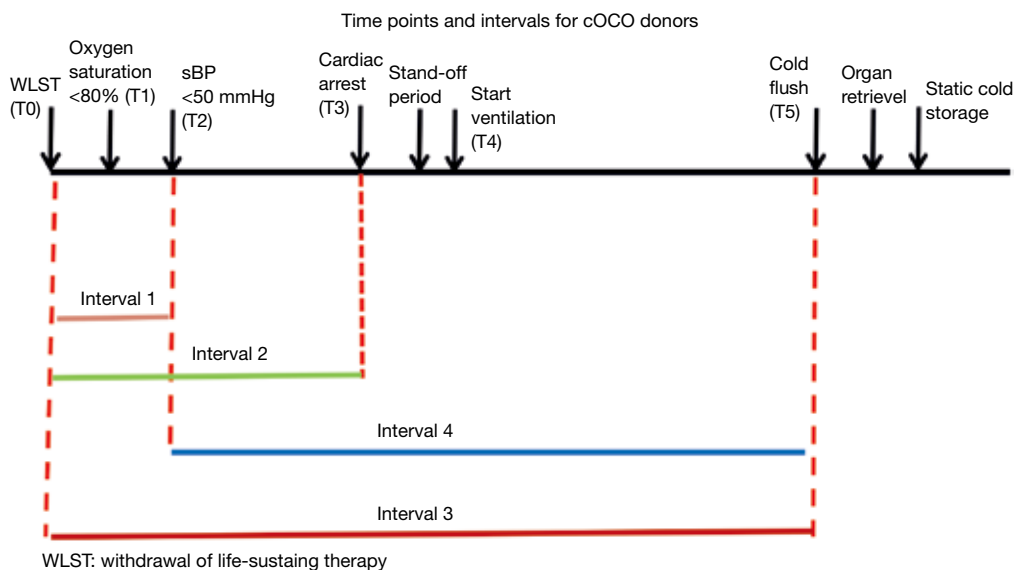 Time points and intervals for cOCO donors
WLST
(T0)
Oxygen
saturation
<80% (T1)
sBP
<50 mmHg
(T2)
Cardiac
arrest
(T3)
Stand-off
period
Start
ventilation
(T4)
Cold
flush
(T5)
Organ
retrievel
Static cold
storage
Interval 1
Interval 2
Interval 4
Interval 3
WLST: withdrawal of life-sustaing therapy